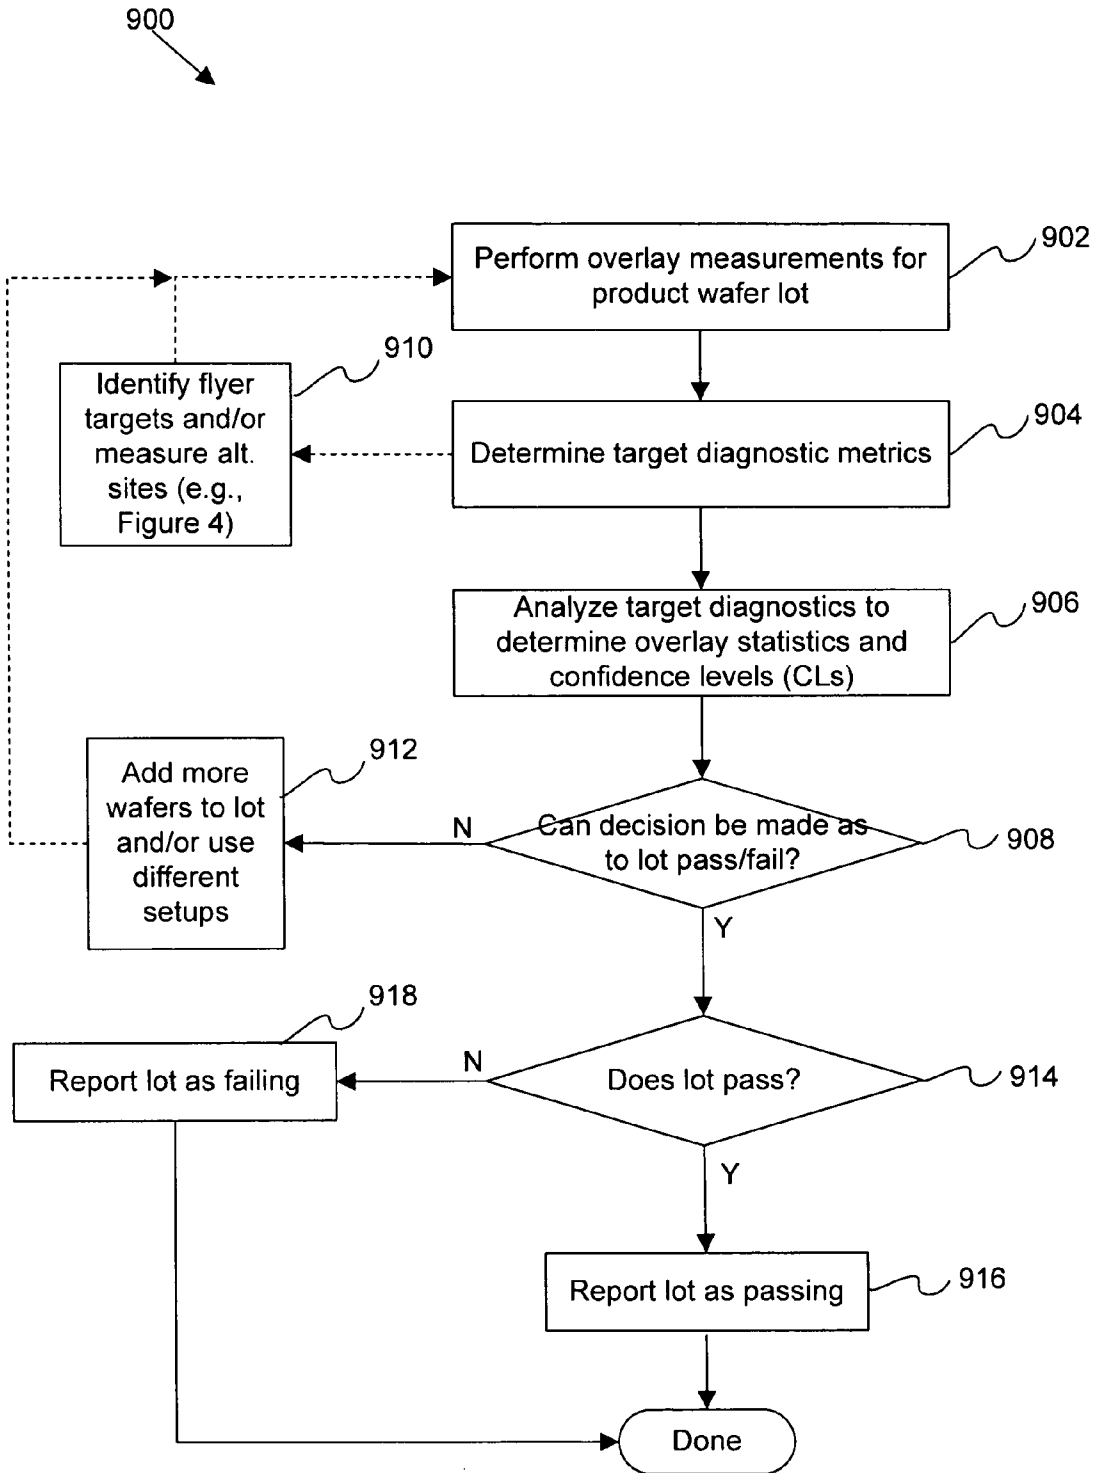 900
Perform overlay measurements for
product wafer lot
902
910
Identify flyer
targets and/or
measure alt.
sites (e.g.,
Figure 4)
Determine target diagnostic metrics
904
Analyze target diagnostics to
determine overlay statistics and
confidence levels (CLs)
906
912
Add more
wafers to lot
and/or use
different
setups
N
Can decision be made as
to lot pass/fail?
908
Y
918
Report lot as failing
N
Does lot pass?
914
Y
Report lot as passing
916
Done